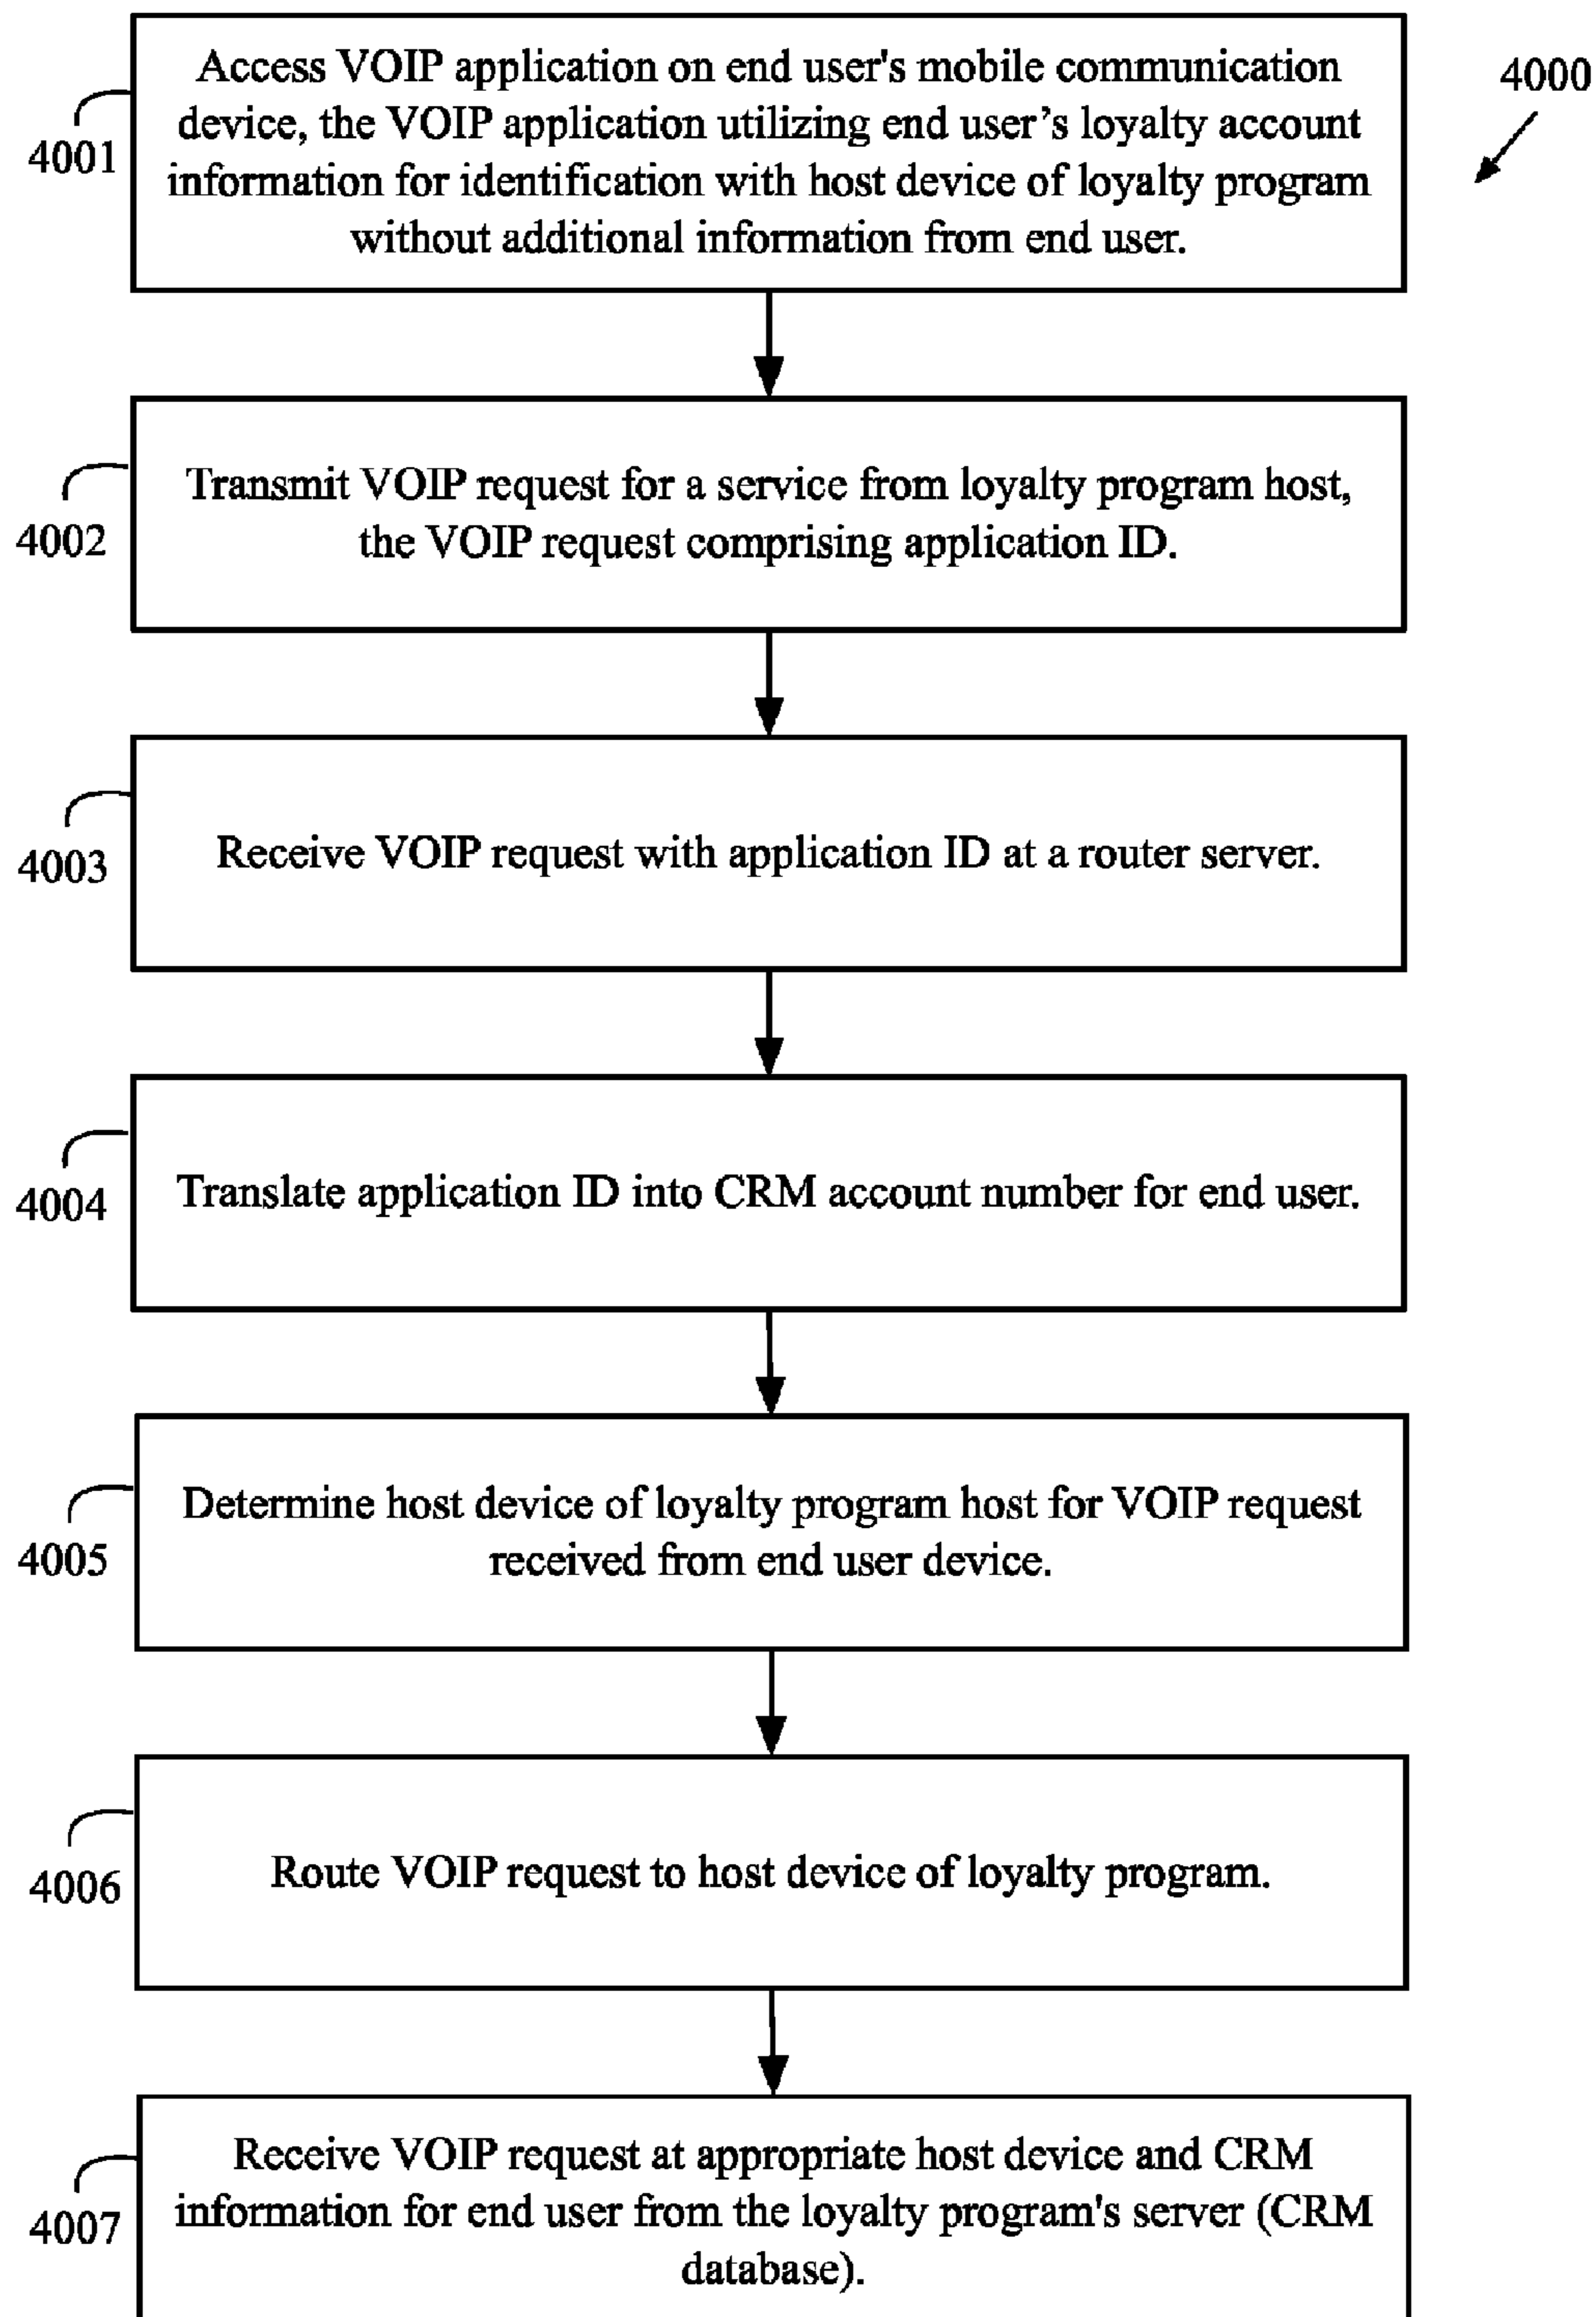 Access VOIP application on end user's mobile communication
device, the VOIP application utilizing end user’s loyalty account
information for identification with host device of loyalty program
without additional information from end user.
4000
4001
Transmit VOIP request for a service from loyalty program host,
the VOIP request comprising application ID.
4002
Receive VOIP request with application ID at a router server.
4003
Translate application ID into CRM account number for end user.
4004
Determine host device of loyalty program host for VOIP request
received from end user device.
4005
Route VOIP request to host device of loyalty program.
4006
Receive VOIP request at appropriate host device and CRM
information for end user from the loyalty program's server (CRM
database).
4007